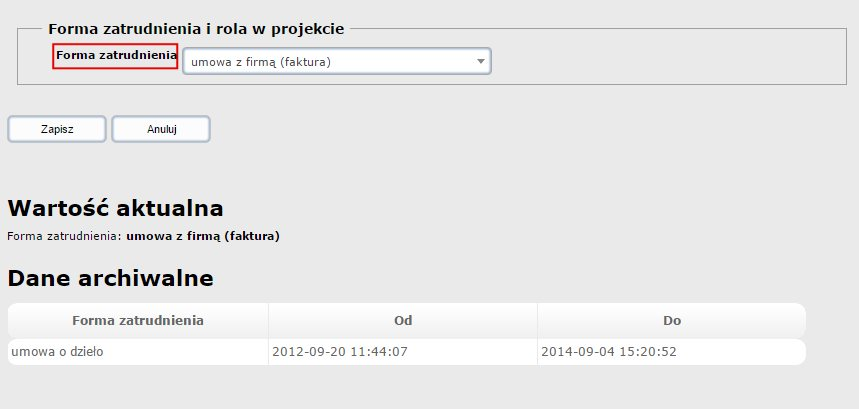 Forma zatrudnienia i rola w projekcie
Forma zatrudnienia umowa z firmą (faktura)
Zapisz Anuluj
Wartość aktualna
Forma zatrudnienia: umowa z firmą (faktura)
Dane archiwalne
Forma zatrudnienia Od Do
umowa o dzieło 2012-09-20 11:44:07 2014-09-04 15:20:52